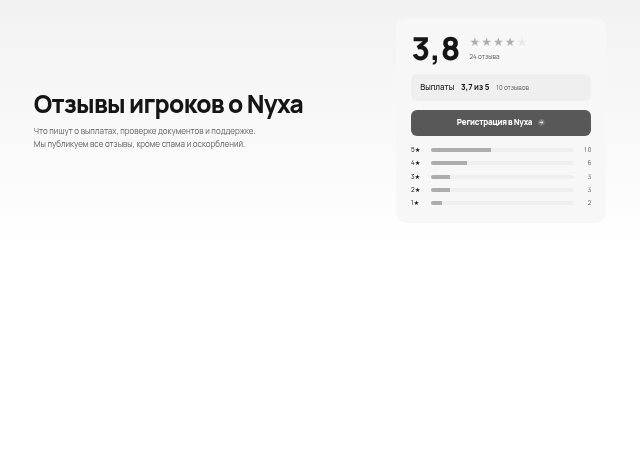 Отзывы игроков о Nyxa
Что пишут о выплатах, проверке документов и поддержке.
Мы публикуем все отзывы, кроме спама и оскорблений.
3,8
★★★★★
24 отзыва
Выплаты 3,7 из 5 10 отзывов
Регистрация в Nyxa
5★ 10
4★ 6
3★ 3
2★ 3
1★ 2